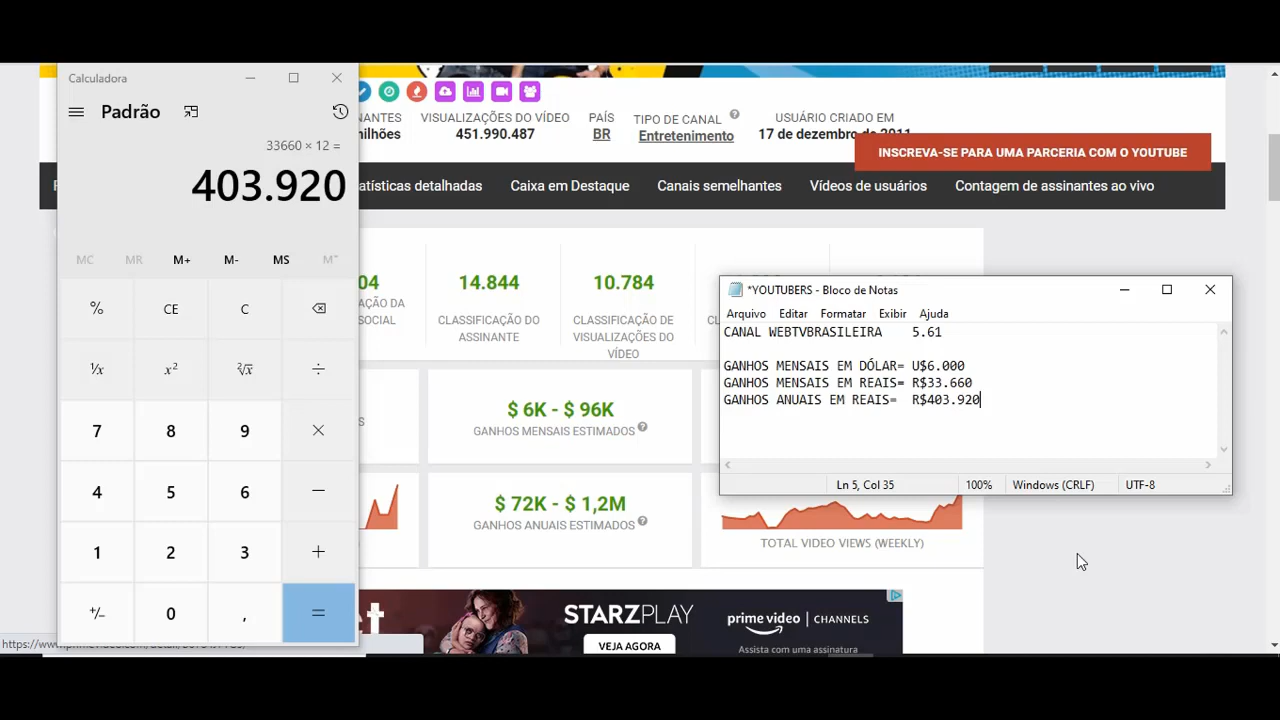 Calculadora
Padrão
33660 × 12 =
403.920
MC MR M+ M- MS M˅
% CE C
¹/x x² ²√x ÷
7 8 9 ×
4 5 6 −
1 2 3 +
+/− 0 , =
NANTES
ilhões
VISUALIZAÇÕES DO VÍDEO
451.990.487
PAÍS
BR
TIPO DE CANAL ?
Entretenimento
USUÁRIO CRIADO EM
17 de dezembro de 2011
INSCREVA-SE PARA UMA PARCERIA COM O YOUTUBE
atísticas detalhadas Caixa em Destaque Canais semelhantes Vídeos de usuários Contagem de assinantes ao vivo
04
AÇÃO DA
SOCIAL
14.844
CLASSIFICAÇÃO DO
ASSINANTE
10.784
CLASSIFICAÇÃO DE
VISUALIZAÇÕES DO
VÍDEO
*YOUTUBERS - Bloco de Notas
Arquivo Editar Formatar Exibir Ajuda
CANAL WEBTVBRASILEIRA 5.61
GANHOS MENSAIS EM DÓLAR= U$6.000
GANHOS MENSAIS EM REAIS= R$33.660
GANHOS ANUAIS EM REAIS= R$403.920
Ln 5, Col 35 100% Windows (CRLF) UTF-8
$ 6K - $ 96K
GANHOS MENSAIS ESTIMADOS ?
$ 72K - $ 1,2M
GANHOS ANUAIS ESTIMADOS ?
TOTAL VIDEO VIEWS (WEEKLY)
STARZPLAY
VEJA AGORA
prime video | CHANNELS
Assista com uma assinatura